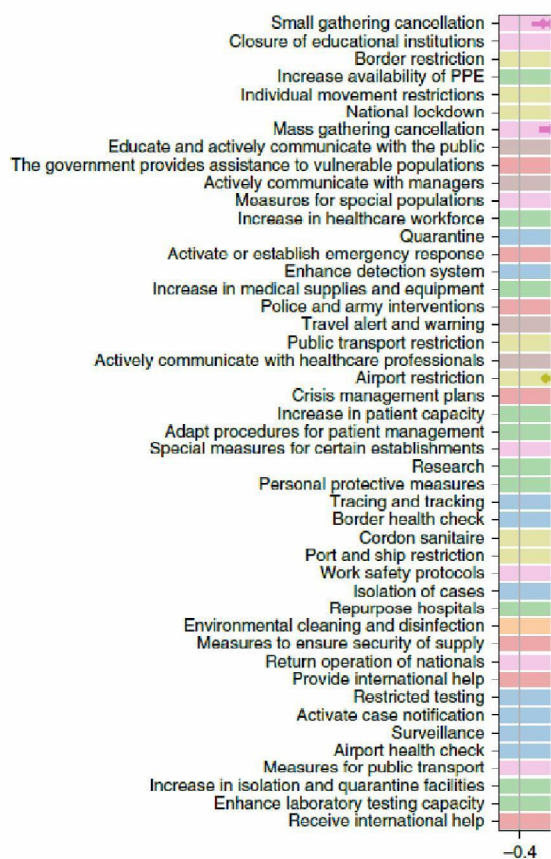 Small gathering cancellation
Closure of educational institutions
Border restriction
Increase availability of PPE
Individual movement restrictions
National lockdown
Mass gathering cancellation
Educate and actively communicate with the public
The government provides assistance to vulnerable populations
Actively communicate with managers
Measures for special populations
Increase in healthcare workforce
Quarantine
Activate or establish emergency response
Enhance detection system
Increase in medical supplies and equipment
Police and army interventions
Travel alert and warning
Public transport restriction
Actively communicate with healthcare professionals
Airport restriction
Crisis management plans
Increase in patient capacity
Adapt procedures for patient management
Special measures for certain establishments
Research
Personal protective measures
Tracing and tracking
Border health check
Cordon sanitaire
Port and ship restriction
Work safety protocols
Isolation of cases
Repurpose hospitals
Environmental cleaning and disinfection
Measures to ensure security of supply
Return operation of nationals
Provide international help
Restricted testing
Activate case notification
Surveillance
Airport health check
Measures for public transport
Increase in isolation and quarantine facilities
Enhance laboratory testing capacity
Receive international help
−0.4